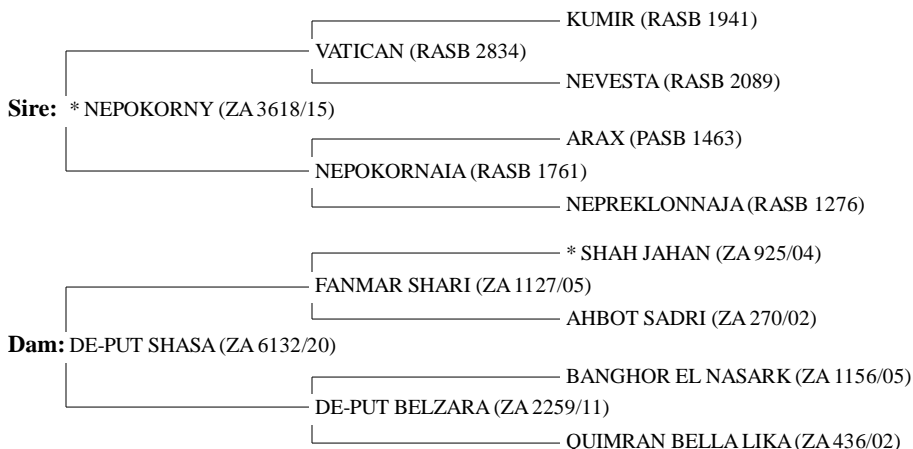 KUMIR (RASB 1941)
VATICAN (RASB 2834)
NEVESTA (RASB 2089)
Sire: * NEPOKORNY (ZA 3618/15)
ARAX (PASB 1463)
NEPOKORNAIA (RASB 1761)
NEPREKLONNAJA (RASB 1276)
* SHAH JAHAN (ZA 925/04)
FANMAR SHARI (ZA 1127/05)
AHBOT SADRI (ZA 270/02)
Dam: DE-PUT SHASA (ZA 6132/20)
BANGHOR EL NASARK (ZA 1156/05)
DE-PUT BELZARA (ZA 2259/11)
QUIMRAN BELLA LIKA (ZA 436/02)